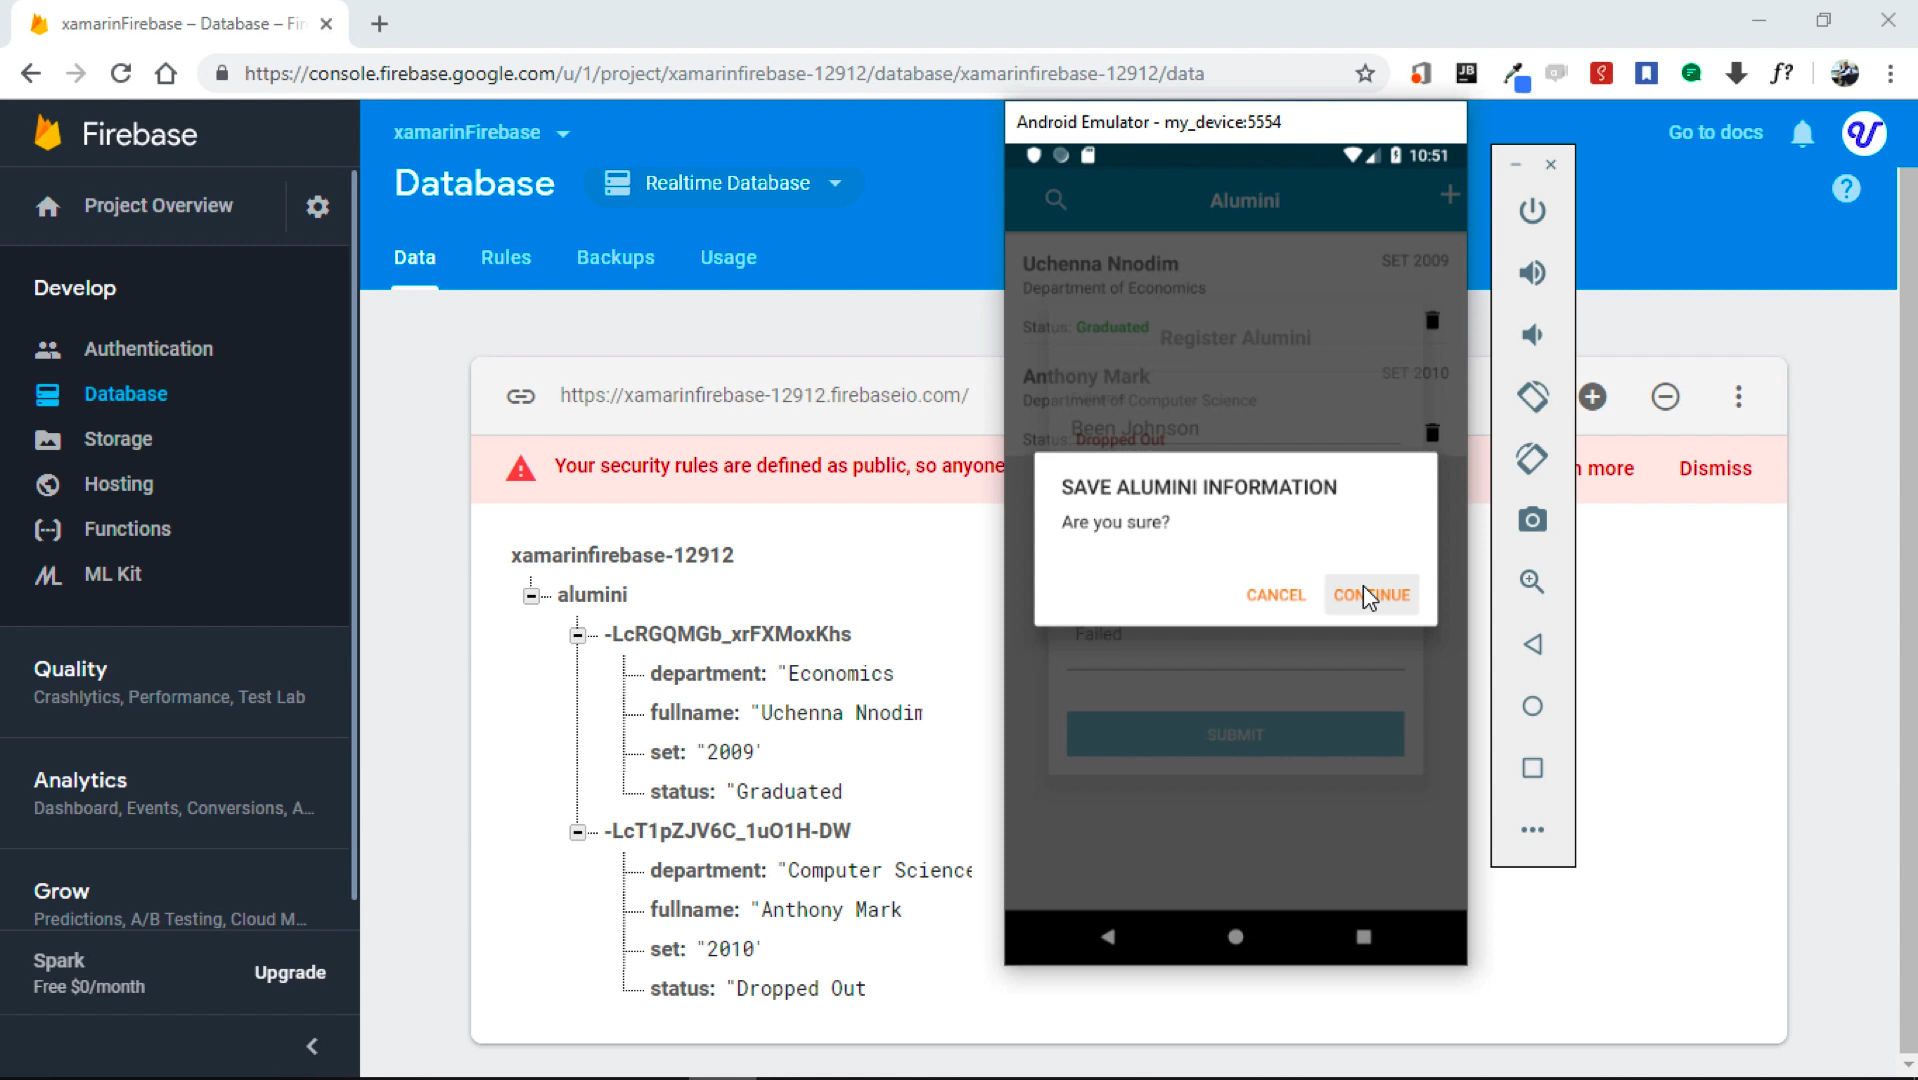 xamarinFirebase – Database – Fir
https://console.firebase.google.com/u/1/project/xamarinfirebase-12912/database/xamarinfirebase-12912/data
JB
f?
Firebase
Project Overview
Develop
Authentication
Database
Storage
Hosting
Functions
ML Kit
Quality
Crashlytics, Performance, Test Lab
Analytics
Dashboard, Events, Conversions, A...
Grow
Predictions, A/B Testing, Cloud M...
Spark
Free $0/month
Upgrade
xamarinFirebase
Go to docs
Database
Realtime Database
Data
Rules
Backups
Usage
https://xamarinfirebase-12912.firebaseio.com/
Your security rules are defined as public, so anyone
more
Dismiss
xamarinfirebase-12912
alumini
-LcRGQMGb_xrFXMoxKhs
department: "Economics
fullname: "Uchenna Nnodim
set: "2009'
status: "Graduated
-LcT1pZJV6C_1uO1H-DW
department: "Computer Science
fullname: "Anthony Mark
set: "2010'
status: "Dropped Out
Android Emulator - my_device:5554
10:51
Alumini
Uchenna Nnodim
SET 2009
Department of Economics
Status: Graduated
Register Alumini
Anthony Mark
SET 2010
Department of Computer Science
Been Johnson
Status: Dropped Out
SAVE ALUMINI INFORMATION
Are you sure?
CANCEL
CONTINUE
Failed
SUBMIT